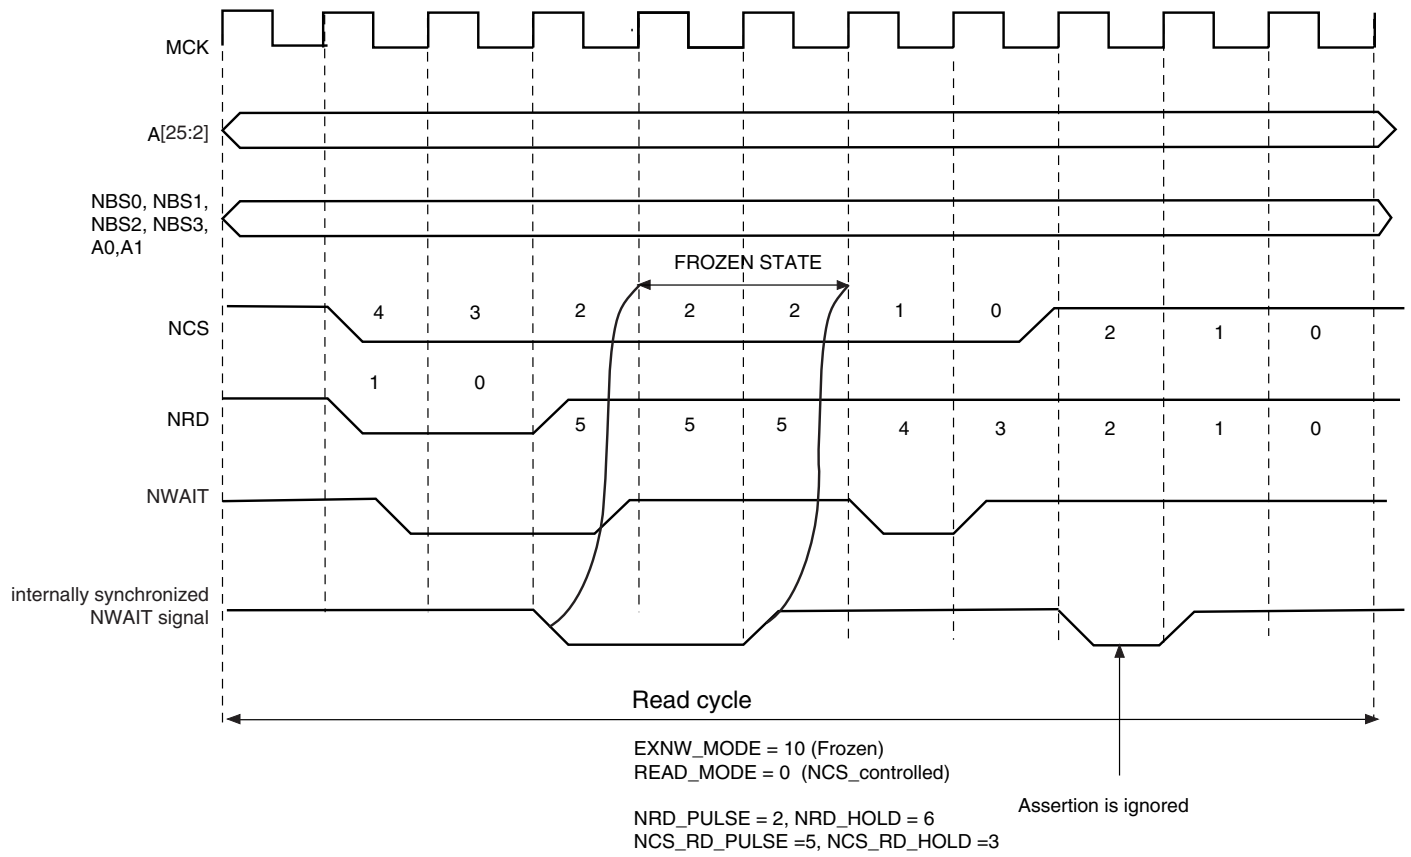 MCK
A[25:2]
NBS0, NBS1,
NBS2, NBS3,
A0,A1
FROZEN STATE
NCS
4 3 2 2 2 1 0
2 1 0
1 0
NRD
5 5 5 4 3 2 1 0
NWAIT
internally synchronized
NWAIT signal
Read cycle
EXNW_MODE = 10 (Frozen)
READ_MODE = 0 (NCS_controlled)
Assertion is ignored
NRD_PULSE = 2, NRD_HOLD = 6
NCS_RD_PULSE =5, NCS_RD_HOLD =3